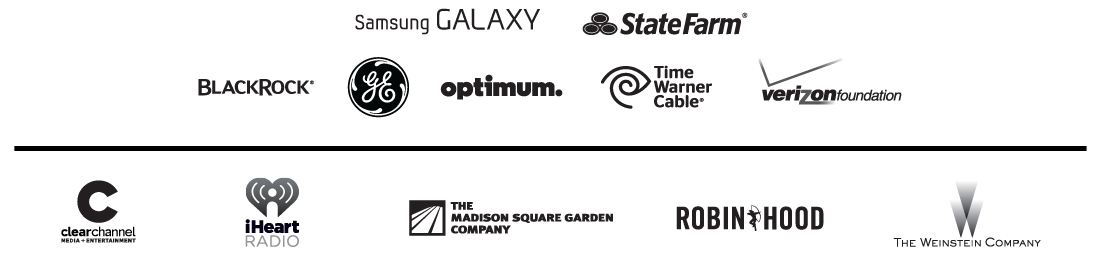 Samsung GALAXY
StateFarm®
BLACKROCK®
GE
optimum.
Time
Warner
Cable®
verizonfoundation
C
clearchannel
MEDIA + ENTERTAINMENT
iHeart
RADIO
THE
MADISON SQUARE GARDEN
COMPANY
ROBIN HOOD
W
THE WEINSTEIN COMPANY